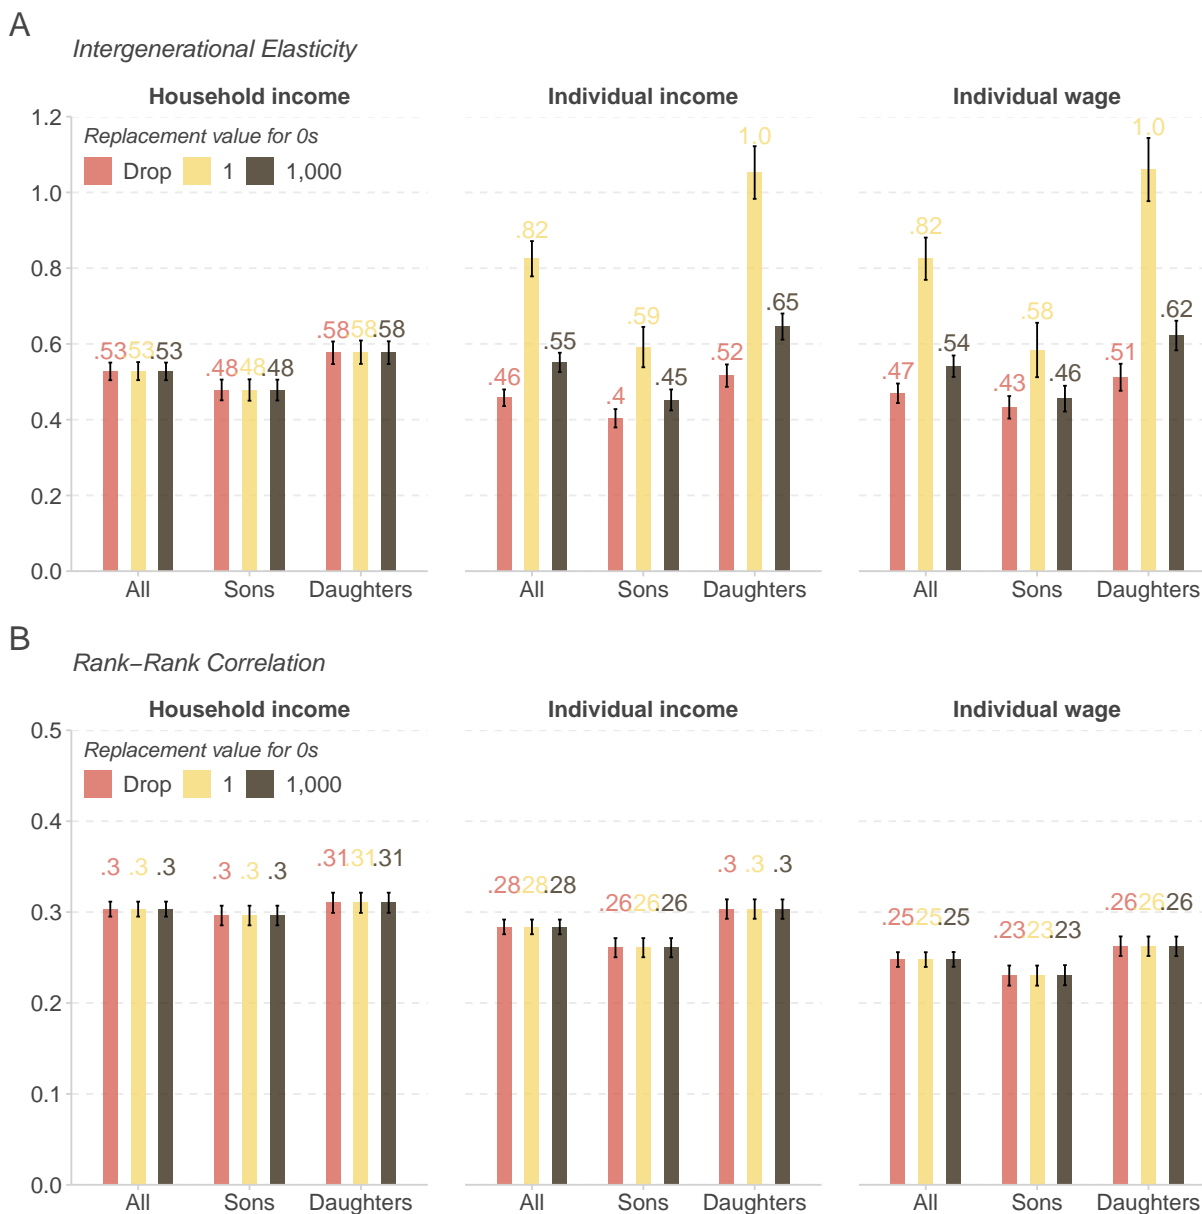 A
Intergenerational Elasticity
Household income Individual income Individual wage
Replacement value for 0s
Drop 1 1,000
1.2
1.0
0.8
0.6
0.4
0.2
0.0
.53 .53 .53 .48 .48 .48 .58 .58 .58
.46 .82 .55 .4 .59 .45 .52 1.0 .65
.47 .82 .54 .43 .58 .46 .51 1.0 .62
All Sons Daughters All Sons Daughters All Sons Daughters
B
Rank–Rank Correlation
Household income Individual income Individual wage
Replacement value for 0s
Drop 1 1,000
0.5
0.4
0.3
0.2
0.1
0.0
.3 .3 .3 .3 .3 .3 .31 .31 .31
.28 .28 .28 .26 .26 .26 .3 .3 .3
.25 .25 .25 .23 .23 .23 .26 .26 .26
All Sons Daughters All Sons Daughters All Sons Daughters